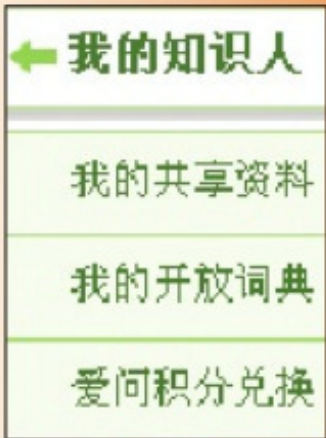 我的知识人
我的共享资料
我的开放词典
爱问积分兑换